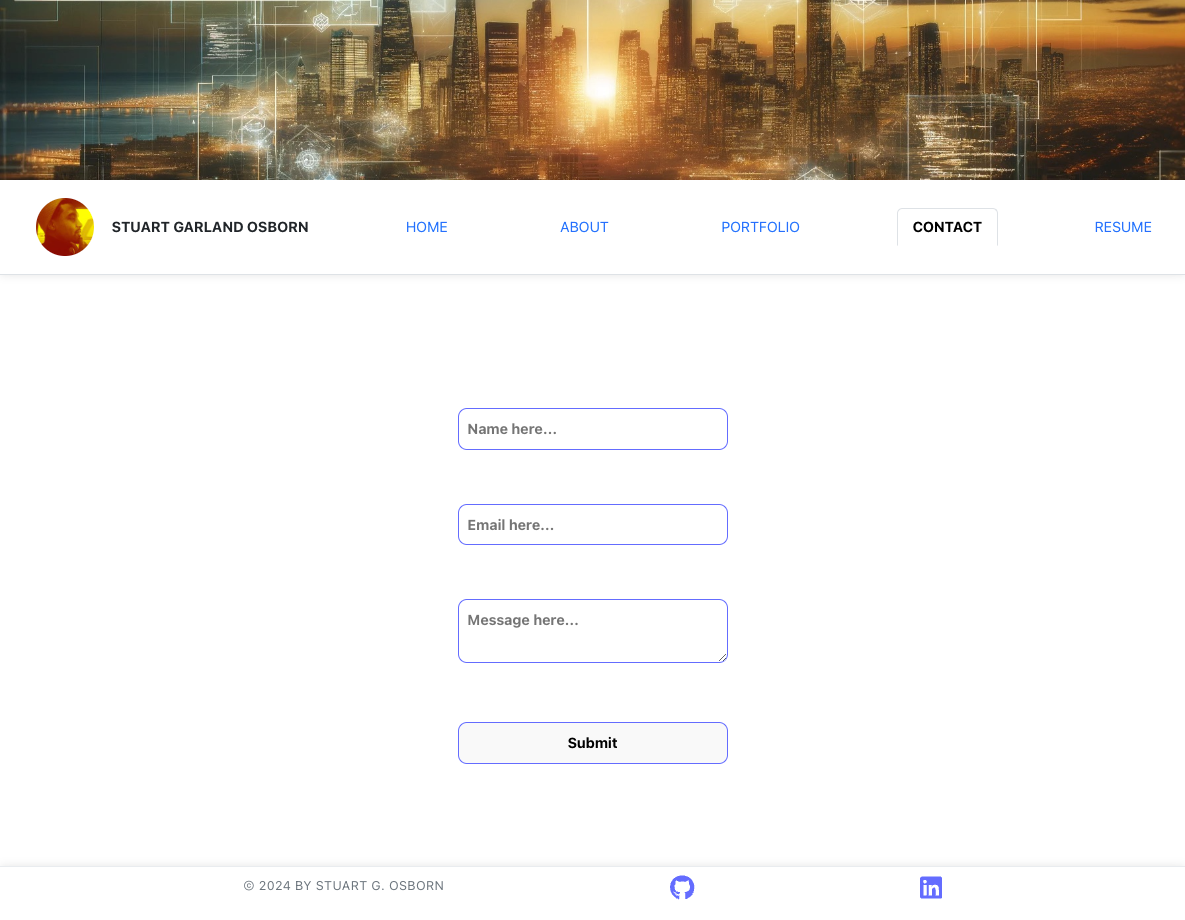 STUART GARLAND OSBORN
HOME
ABOUT
PORTFOLIO
CONTACT
RESUME
Name here...
Email here...
Message here...
Submit
© 2024 BY STUART G. OSBORN
in